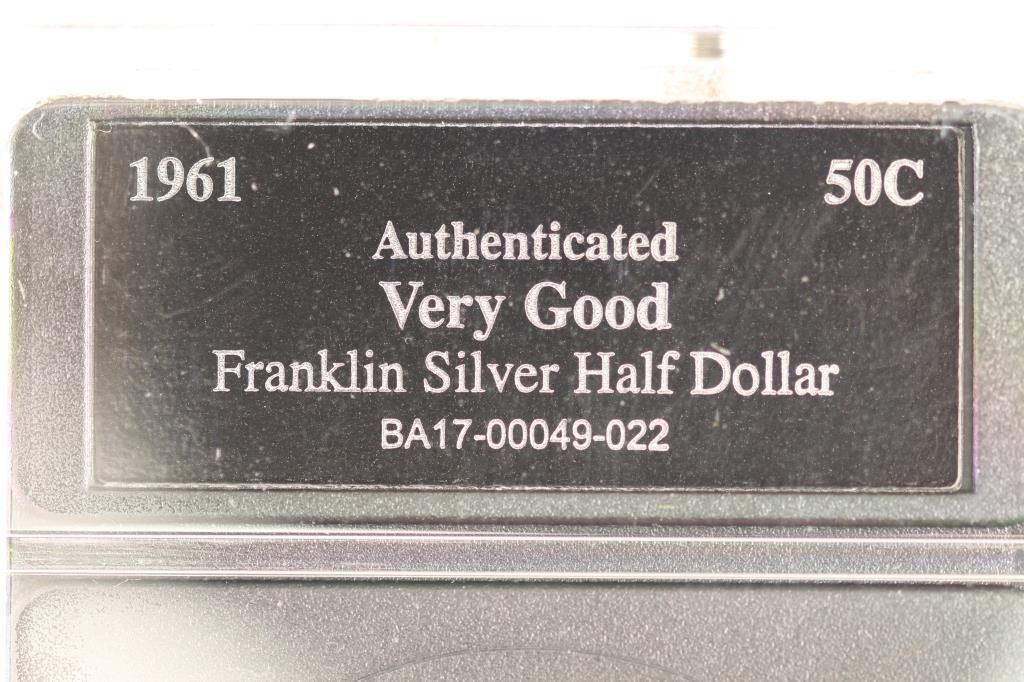 1961 50C
Authenticated
Very Good
Franklin Silver Half Dollar
BA17-00049-022